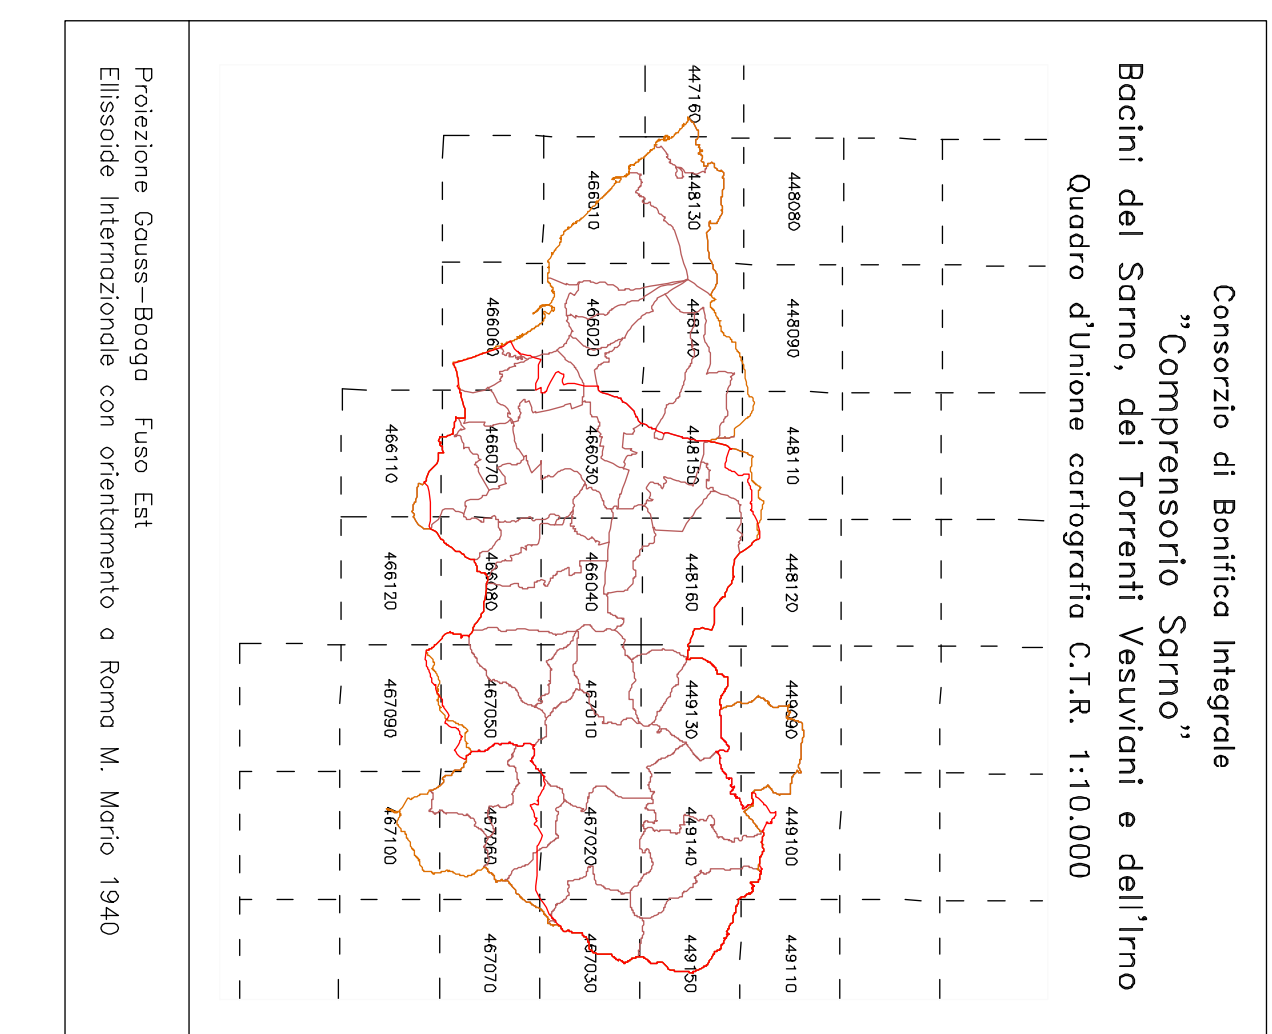 Consorzio di Bonifica Integrale
"Comprensorio Sarno"
Bacini del Sarno, dei Torrenti Vesuviani e dell'Irno
Quadro d'Unione cartografia C.T.R. 1:10.000
448080 448090 448110 448120 449090 449100 449110
447160 448130 448140 448150 448160 449130 449140 449150
466010 466020 466030 466040 467010 467020 467030
466060 466070 466080 467050 467060 467070
466110 466120 467090 467100
Proiezione Gauss-Boaga Fuso Est
Ellissoide Internazionale con orientamento a Roma M. Mario 1940